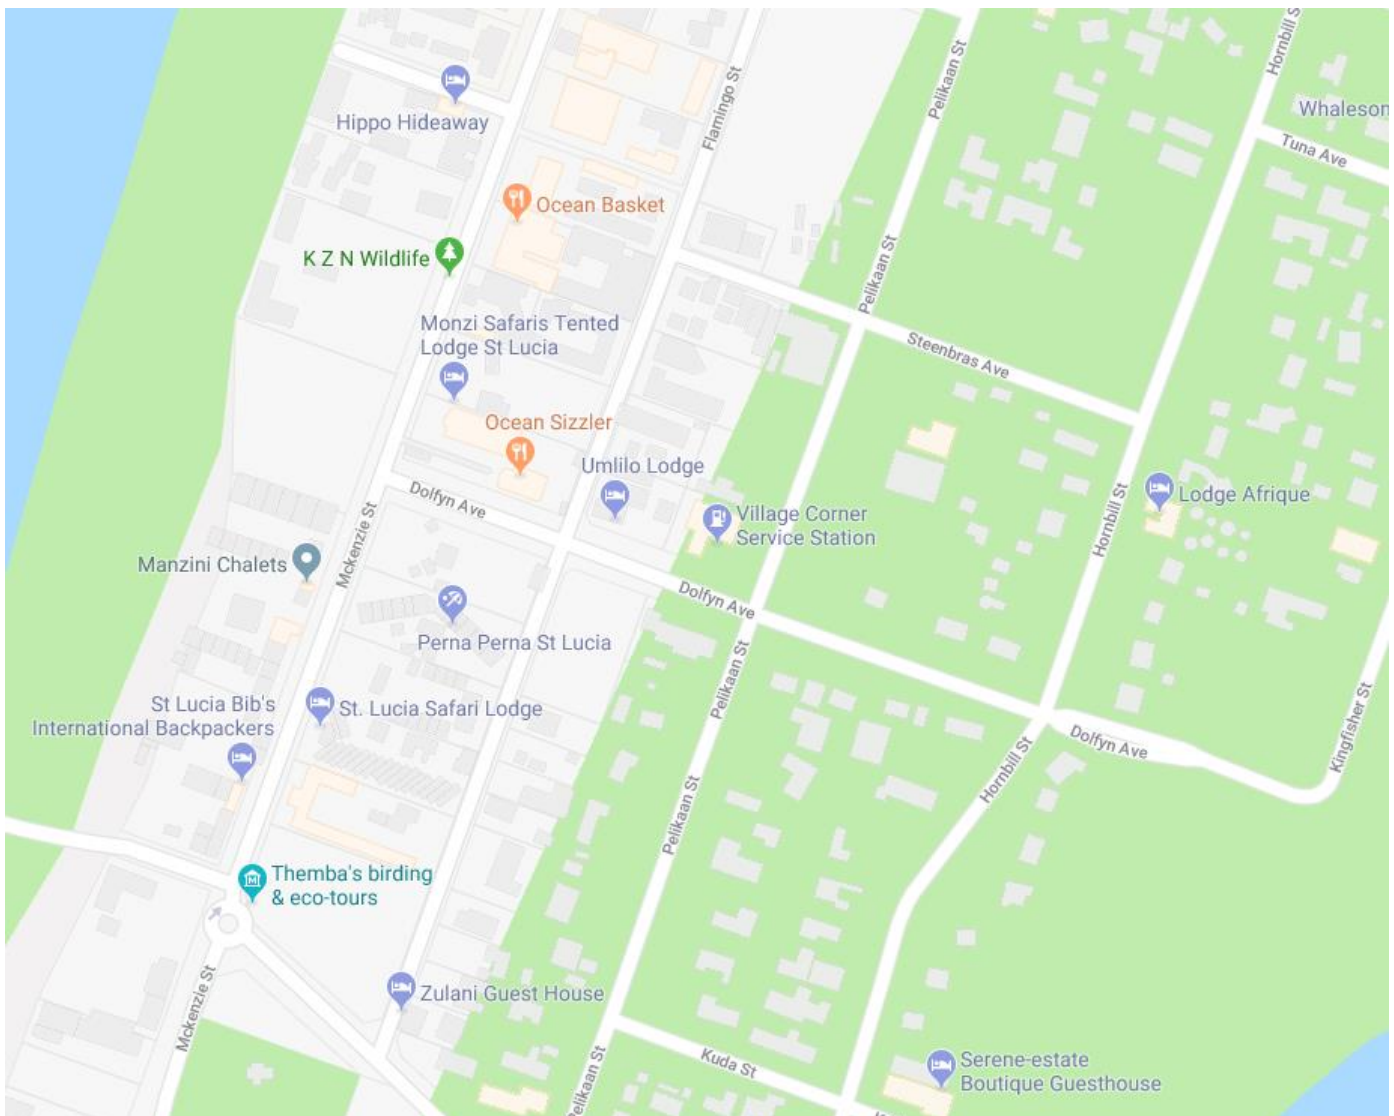 Hornbill S
Pelikaan St
Flamingo St
Hippo Hideaway
Whaleson
Tuna Ave
Ocean Basket
K Z N Wildlife
Pelikaan St
Monzi Safaris Tented
Lodge St Lucia
Steenbras Ave
Ocean Sizzler
Umlilo Lodge
Dolfyn Ave
Lodge Afrique
Village Corner
Service Station
Hornbill St
Mckenzie St
Manzini Chalets
Dolfyn Ave
Perna Perna St Lucia
Pelikaan St
St Lucia Bib's
International Backpackers
St. Lucia Safari Lodge
Dolfyn Ave
Kingfisher St
Hornbill St
Pelikaan St
Themba's birding
& eco-tours
Zulani Guest House
Mckenzie St
Kuda St
Serene-estate
Boutique Guesthouse
Pelikaan St